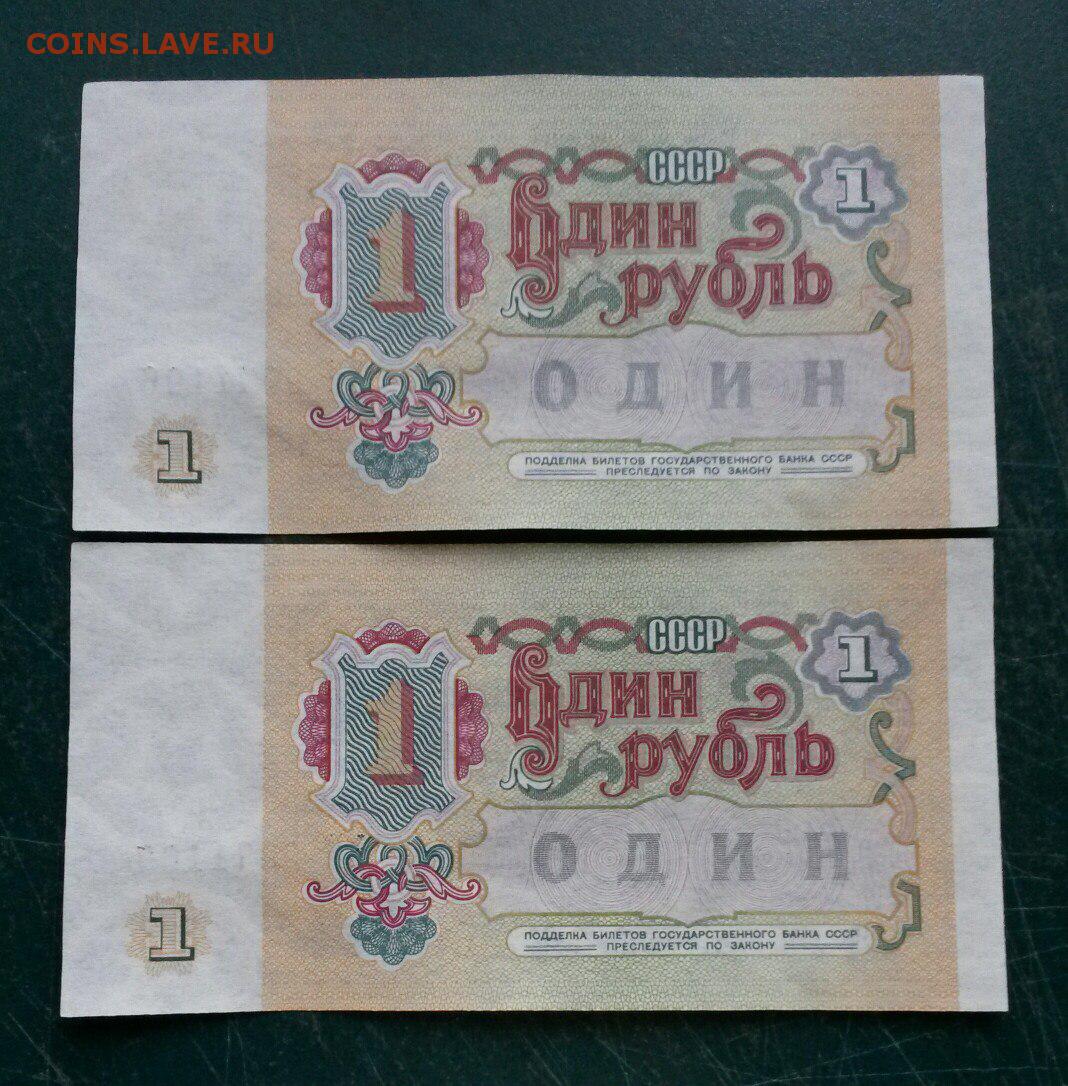 COINS.LAVE.RU
СССР
1
1
Один
рубль
ОДИН
ПОДДЕЛКА БИЛЕТОВ ГОСУДАРСТВЕННОГО БАНКА СССР
ПРЕСЛЕДУЕТСЯ ПО ЗАКОНУ
1
СССР
1
1
Один
рубль
ОДИН
ПОДДЕЛКА БИЛЕТОВ ГОСУДАРСТВЕННОГО БАНКА СССР
ПРЕСЛЕДУЕТСЯ ПО ЗАКОНУ
1